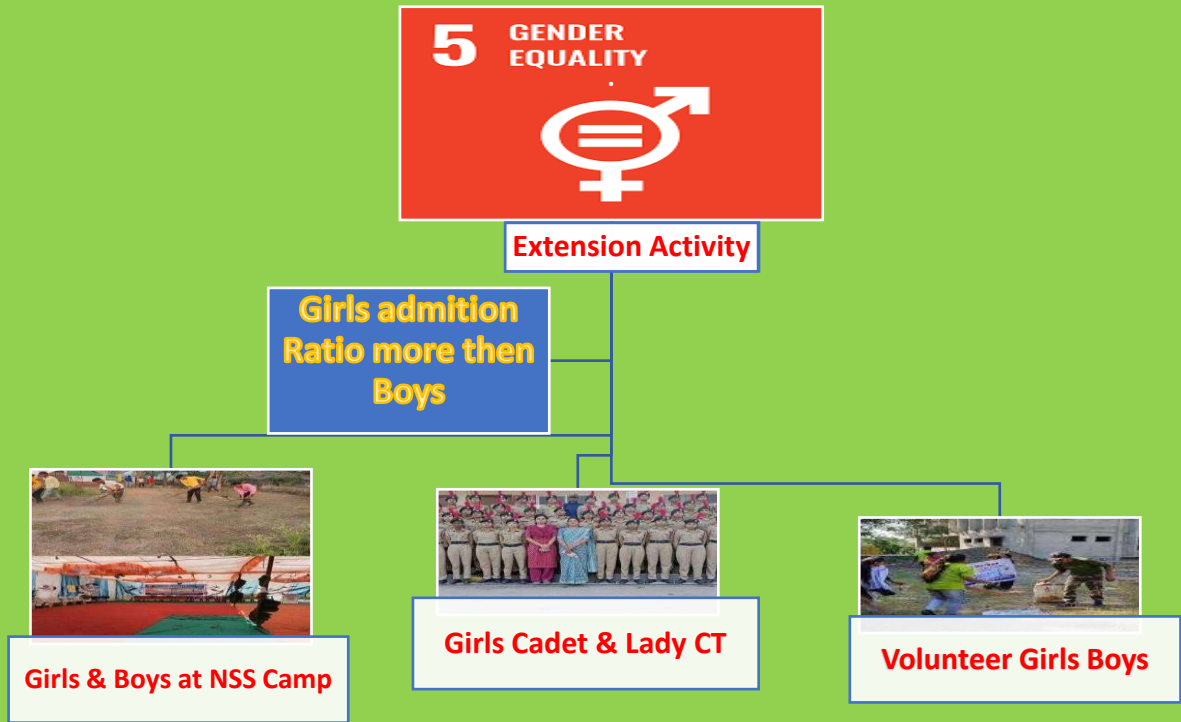 5 GENDER
EQUALITY
Extension Activity
Girls admition
Ratio more then
Boys
Girls & Boys at NSS Camp
Girls Cadet & Lady CT
Volunteer Girls Boys